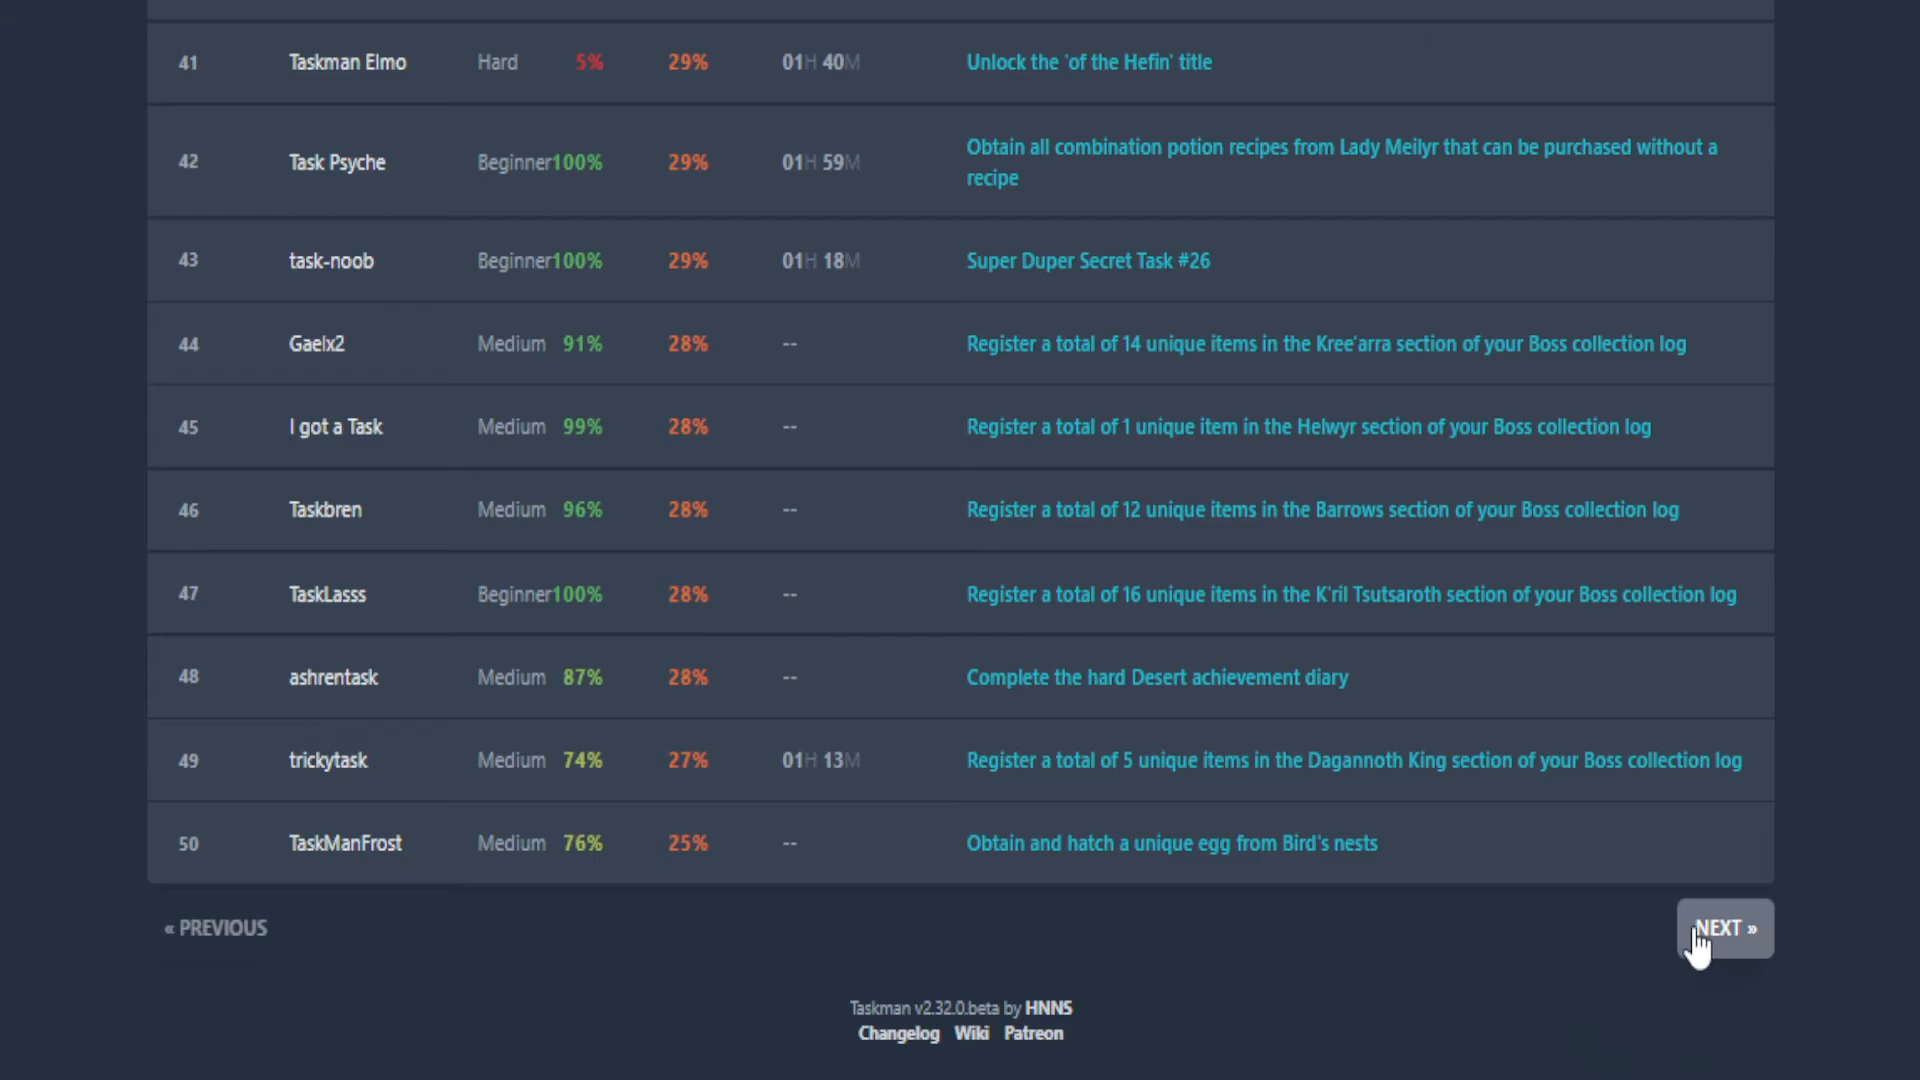 41 Taskman Elmo Hard 5% 29% 01H 40M Unlock the 'of the Hefin' title
42 Task Psyche Beginner 100% 29% 01H 59M Obtain all combination potion recipes from Lady Meilyr that can be purchased without a
recipe
43 task-noob Beginner 100% 29% 01H 18M Super Duper Secret Task #26
44 Gaelx2 Medium 91% 28% -- Register a total of 14 unique items in the Kree'arra section of your Boss collection log
45 I got a Task Medium 99% 28% -- Register a total of 1 unique item in the Helwyr section of your Boss collection log
46 Taskbren Medium 96% 28% -- Register a total of 12 unique items in the Barrows section of your Boss collection log
47 TaskLasss Beginner 100% 28% -- Register a total of 16 unique items in the K'ril Tsutsaroth section of your Boss collection log
48 ashrentask Medium 87% 28% -- Complete the hard Desert achievement diary
49 trickytask Medium 74% 27% 01H 13M Register a total of 5 unique items in the Dagannoth King section of your Boss collection log
50 TaskManFrost Medium 76% 25% -- Obtain and hatch a unique egg from Bird's nests
« PREVIOUS NEXT »
Taskman v2.32.0.beta by HNNS
Changelog Wiki Patreon